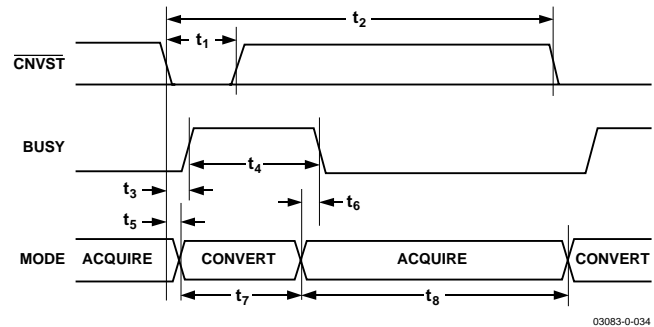 t2
t1
CNVST
BUSY
t4
t3
t6
t5
MODE ACQUIRE CONVERT ACQUIRE CONVERT
t7 t8
03083-0-034